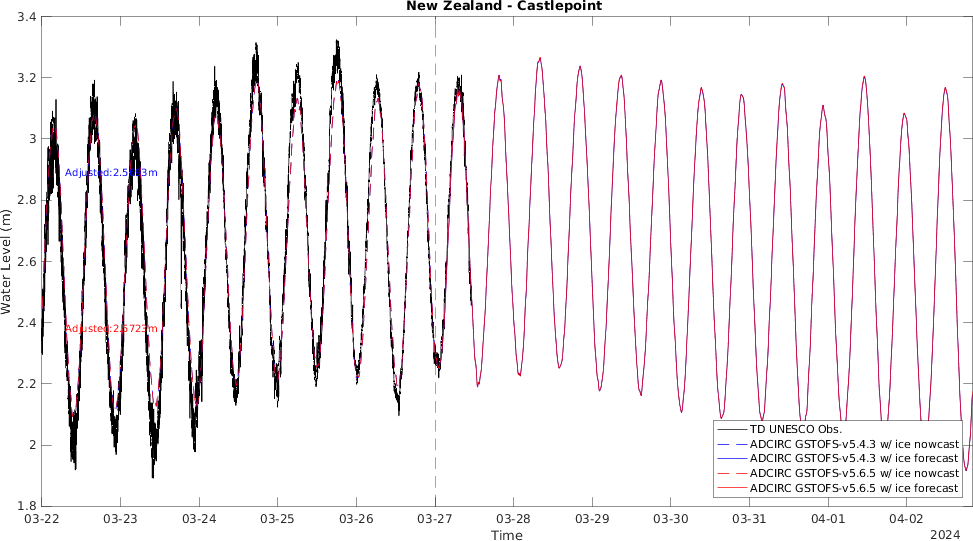 New Zealand - Castlepoint
Water Level (m)
3.4
3.2
3
2.8
2.6
2.4
2.2
2
1.8
Adjusted:2.6723m
TD UNESCO Obs.
ADCIRC GSTOFS-v5.4.3 w/ ice nowcast
ADCIRC GSTOFS-v5.4.3 w/ ice forecast
ADCIRC GSTOFS-v5.6.5 w/ ice nowcast
ADCIRC GSTOFS-v5.6.5 w/ ice forecast
03-22 03-23 03-24 03-25 03-26 03-27 03-28 03-29 03-30 03-31 04-01 04-02
Time
2024